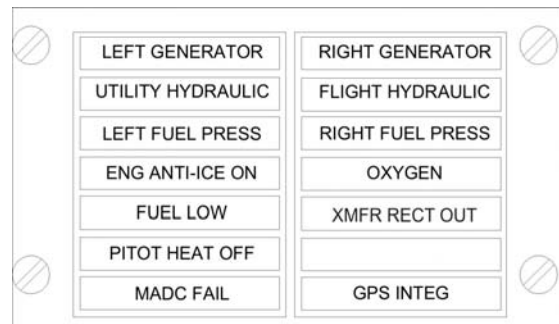 LEFT GENERATOR
RIGHT GENERATOR
UTILITY HYDRAULIC
FLIGHT HYDRAULIC
LEFT FUEL PRESS
RIGHT FUEL PRESS
ENG ANTI-ICE ON
OXYGEN
FUEL LOW
XMFR RECT OUT
PITOT HEAT OFF
MADC FAIL
GPS INTEG